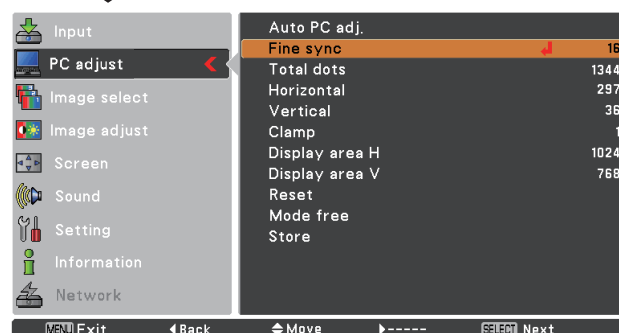 Input
PC adjust
Image select
Image adjust
Screen
Sound
Setting
Information
Network
Auto PC adj.
Fine sync 16
Total dots 1344
Horizontal 297
Vertical 36
Clamp 1
Display area H 1024
Display area V 768
Reset
Mode free
Store
MENU Exit Back Move ----- SELECT Next